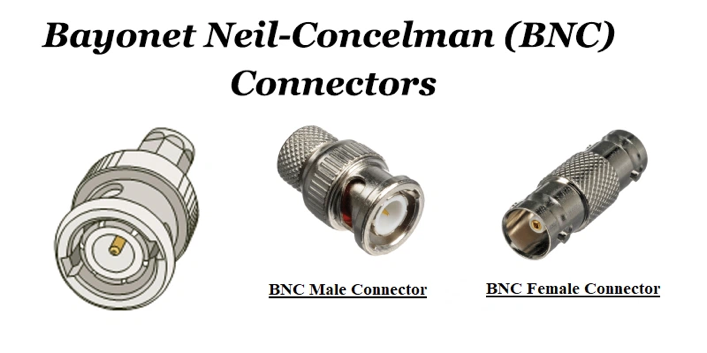 Bayonet Neil-Concelman (BNC)
Connectors
BNC Male Connector
BNC Female Connector